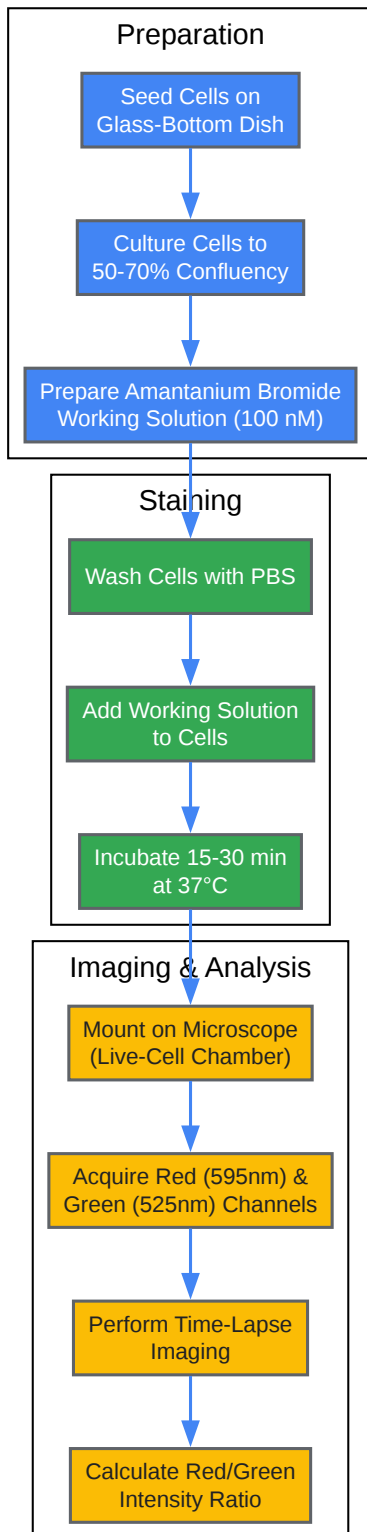 Preparation
Seed Cells on
Glass-Bottom Dish
Culture Cells to
50-70% Confluency
Prepare Amantanium Bromide
Working Solution (100 nM)
Staining
Wash Cells with PBS
Add Working Solution
to Cells
Incubate 15-30 min
at 37°C
Imaging & Analysis
Mount on Microscope
(Live-Cell Chamber)
Acquire Red (595nm) &
Green (525nm) Channels
Perform Time-Lapse
Imaging
Calculate Red/Green
Intensity Ratio